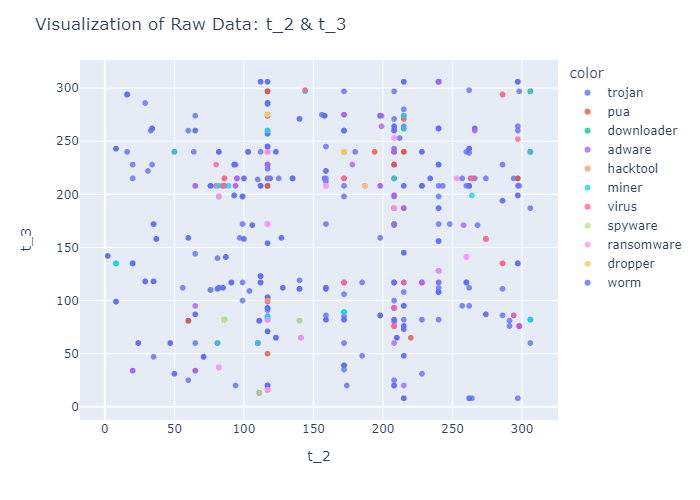 Visualization of Raw Data: t_2 & t_3
color
trojan
pua
downloader
adware
hacktool
miner
virus
spyware
ransomware
dropper
worm
t_3
300
250
200
150
100
50
0
0 50 100 150 200 250 300
t_2